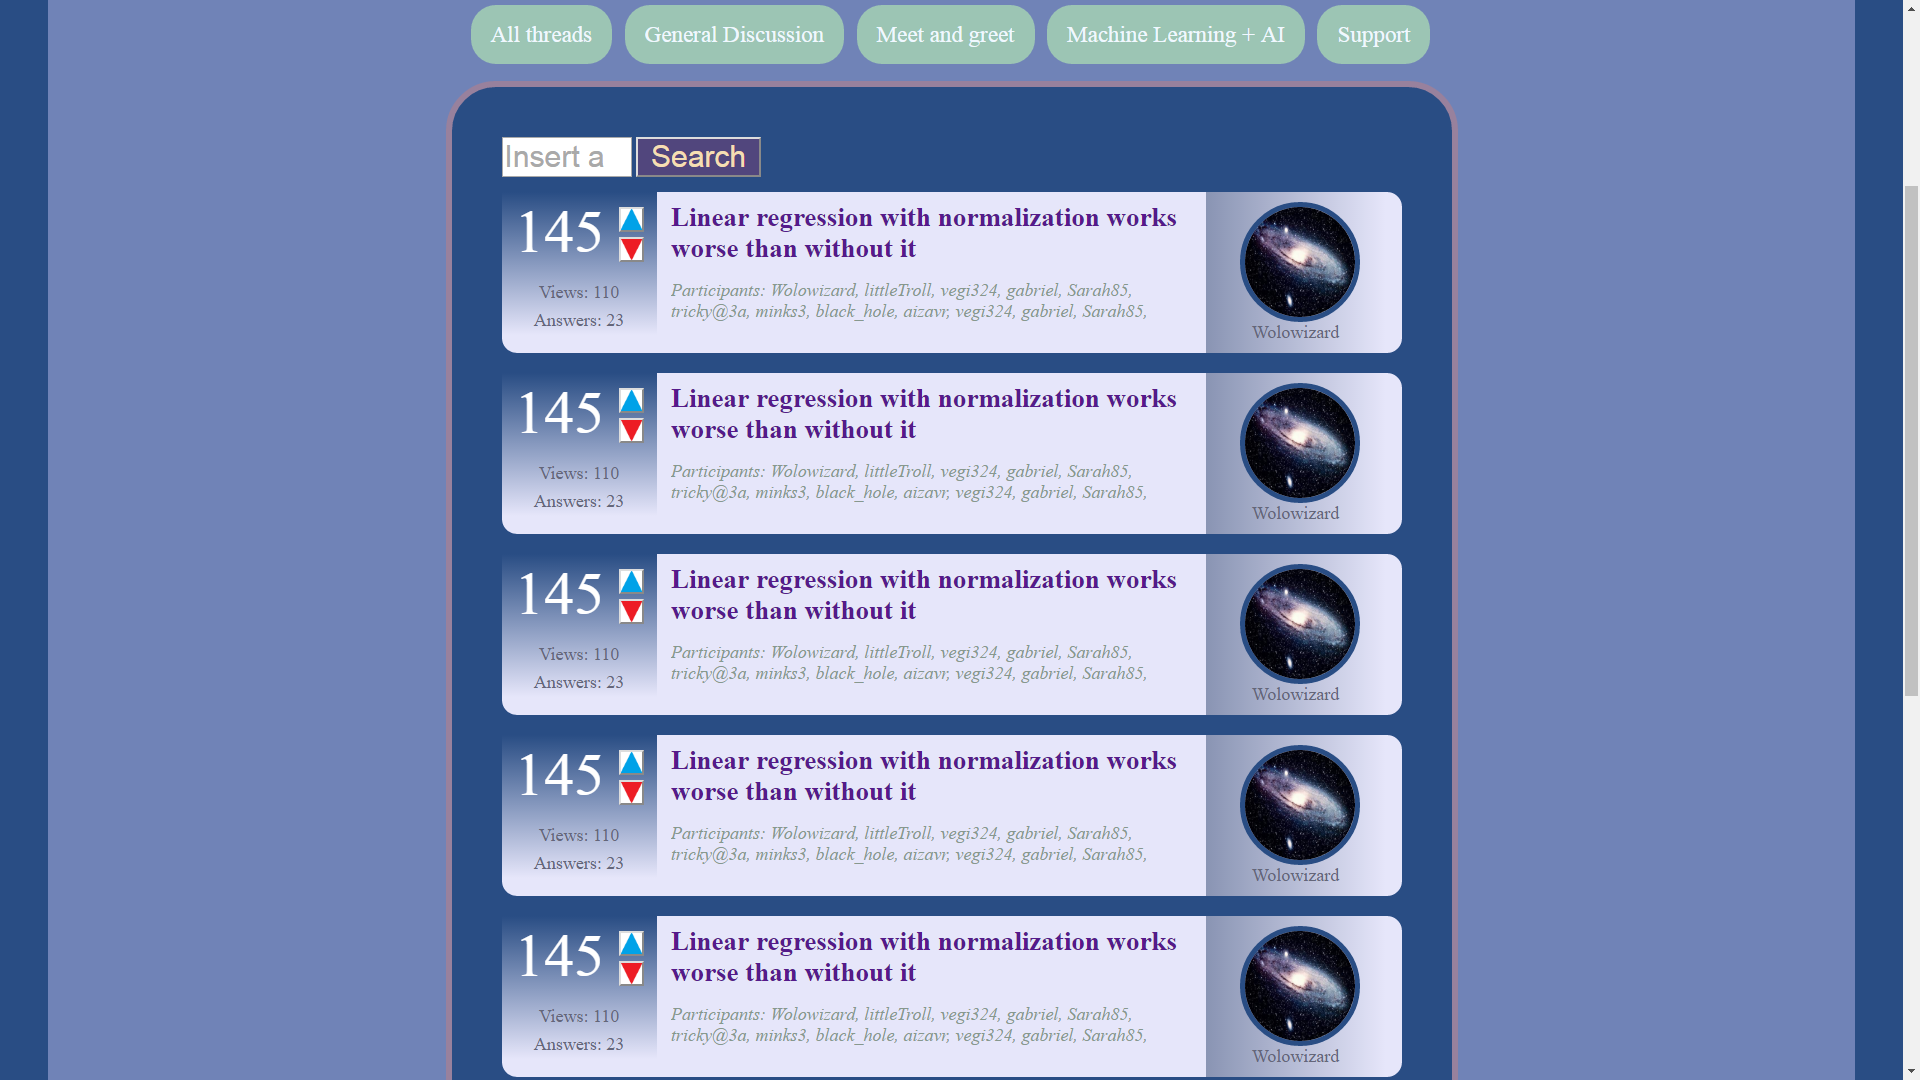 All threads General Discussion Meet and greet Machine Learning + AI Support
Insert a Search
145
Views: 110
Answers: 23
Linear regression with normalization works
worse than without it
Participants: Wolowizard, littleTroll, vegi324, gabriel, Sarah85,
tricky@3a, minks3, black_hole, aizavr, vegi324, gabriel, Sarah85,
Wolowizard
145
Views: 110
Answers: 23
Linear regression with normalization works
worse than without it
Participants: Wolowizard, littleTroll, vegi324, gabriel, Sarah85,
tricky@3a, minks3, black_hole, aizavr, vegi324, gabriel, Sarah85,
Wolowizard
145
Views: 110
Answers: 23
Linear regression with normalization works
worse than without it
Participants: Wolowizard, littleTroll, vegi324, gabriel, Sarah85,
tricky@3a, minks3, black_hole, aizavr, vegi324, gabriel, Sarah85,
Wolowizard
145
Views: 110
Answers: 23
Linear regression with normalization works
worse than without it
Participants: Wolowizard, littleTroll, vegi324, gabriel, Sarah85,
tricky@3a, minks3, black_hole, aizavr, vegi324, gabriel, Sarah85,
Wolowizard
145
Views: 110
Answers: 23
Linear regression with normalization works
worse than without it
Participants: Wolowizard, littleTroll, vegi324, gabriel, Sarah85,
tricky@3a, minks3, black_hole, aizavr, vegi324, gabriel, Sarah85,
Wolowizard